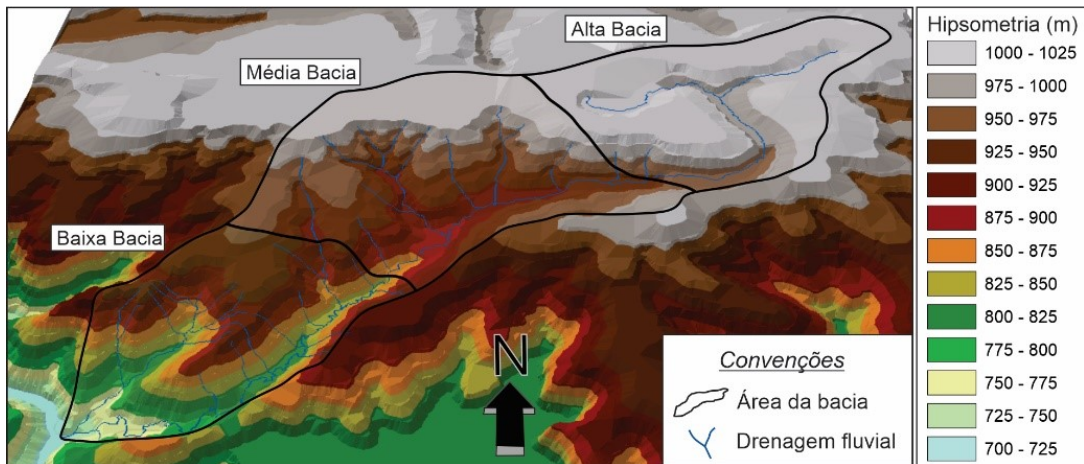 Alta Bacia
Média Bacia
Baixa Bacia
N
Convenções
Área da bacia
Drenagem fluvial
Hipsometria (m)
1000 - 1025
975 - 1000
950 - 975
925 - 950
900 - 925
875 - 900
850 - 875
825 - 850
800 - 825
775 - 800
750 - 775
725 - 750
700 - 725